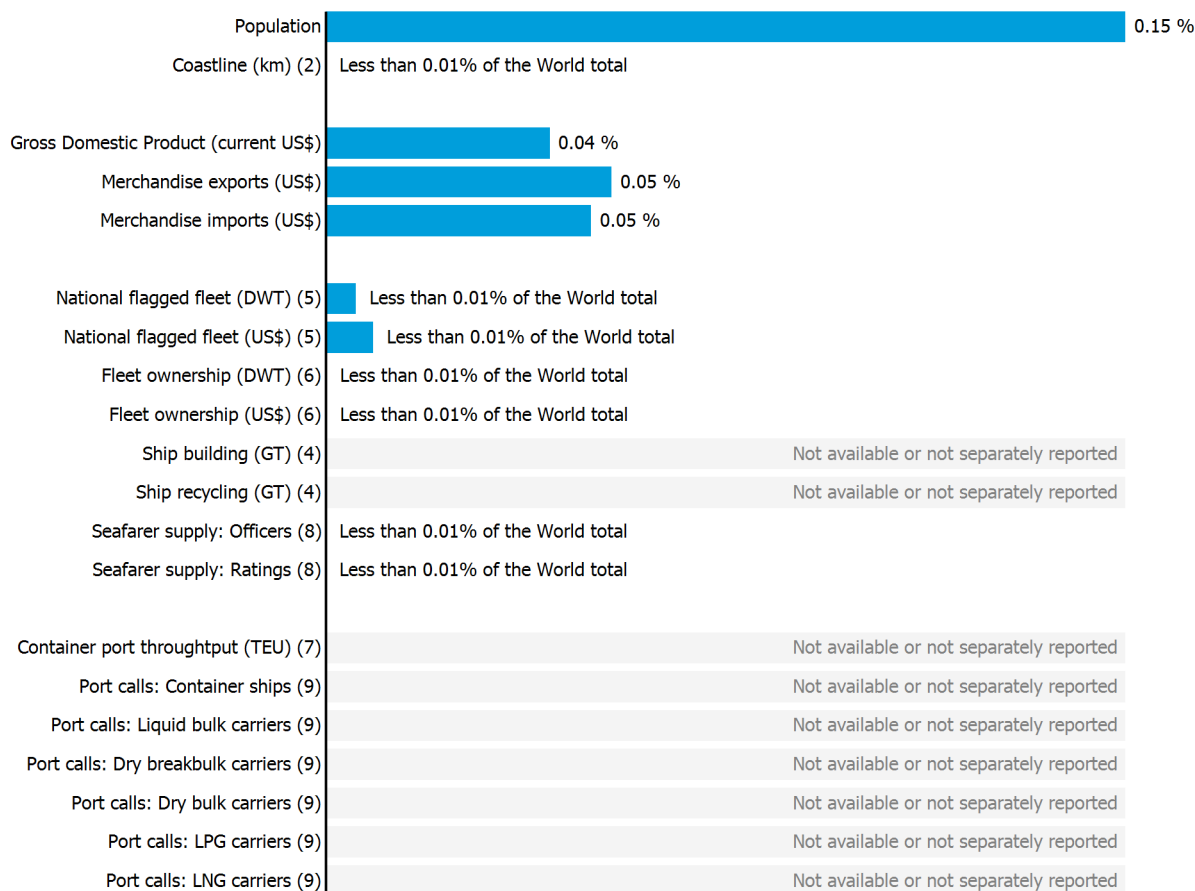 Population 0.15 %
Coastline (km) (2) Less than 0.01% of the World total
Gross Domestic Product (current US$) 0.04 %
Merchandise exports (US$) 0.05 %
Merchandise imports (US$) 0.05 %
National flagged fleet (DWT) (5) Less than 0.01% of the World total
National flagged fleet (US$) (5) Less than 0.01% of the World total
Fleet ownership (DWT) (6) Less than 0.01% of the World total
Fleet ownership (US$) (6) Less than 0.01% of the World total
Ship building (GT) (4) Not available or not separately reported
Ship recycling (GT) (4) Not available or not separately reported
Seafarer supply: Officers (8) Less than 0.01% of the World total
Seafarer supply: Ratings (8) Less than 0.01% of the World total
Container port throughtput (TEU) (7) Not available or not separately reported
Port calls: Container ships (9) Not available or not separately reported
Port calls: Liquid bulk carriers (9) Not available or not separately reported
Port calls: Dry breakbulk carriers (9) Not available or not separately reported
Port calls: Dry bulk carriers (9) Not available or not separately reported
Port calls: LPG carriers (9) Not available or not separately reported
Port calls: LNG carriers (9) Not available or not separately reported